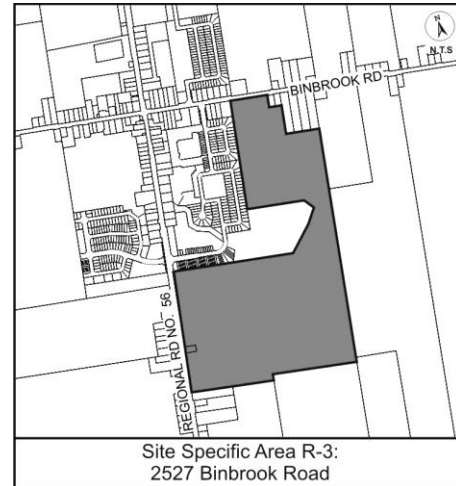 N
N.T.S
BINBROOK RD
REGIONAL RD NO. 56
Site Specific Area R-3:
2527 Binbrook Road